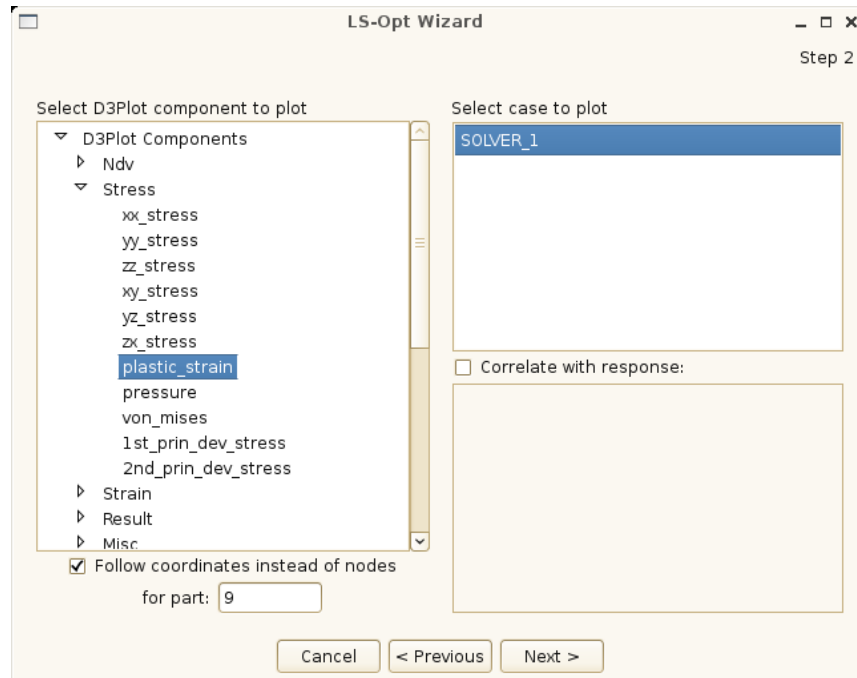 LS-Opt Wizard
Step 2
Select D3Plot component to plot
D3Plot Components
Ndv
Stress
xx_stress
yy_stress
zz_stress
xy_stress
yz_stress
zx_stress
plastic_strain
pressure
von_mises
1st_prin_dev_stress
2nd_prin_dev_stress
Strain
Result
Misc
Follow coordinates instead of nodes
for part: 9
Select case to plot
SOLVER_1
Correlate with response:
Cancel
< Previous
Next >